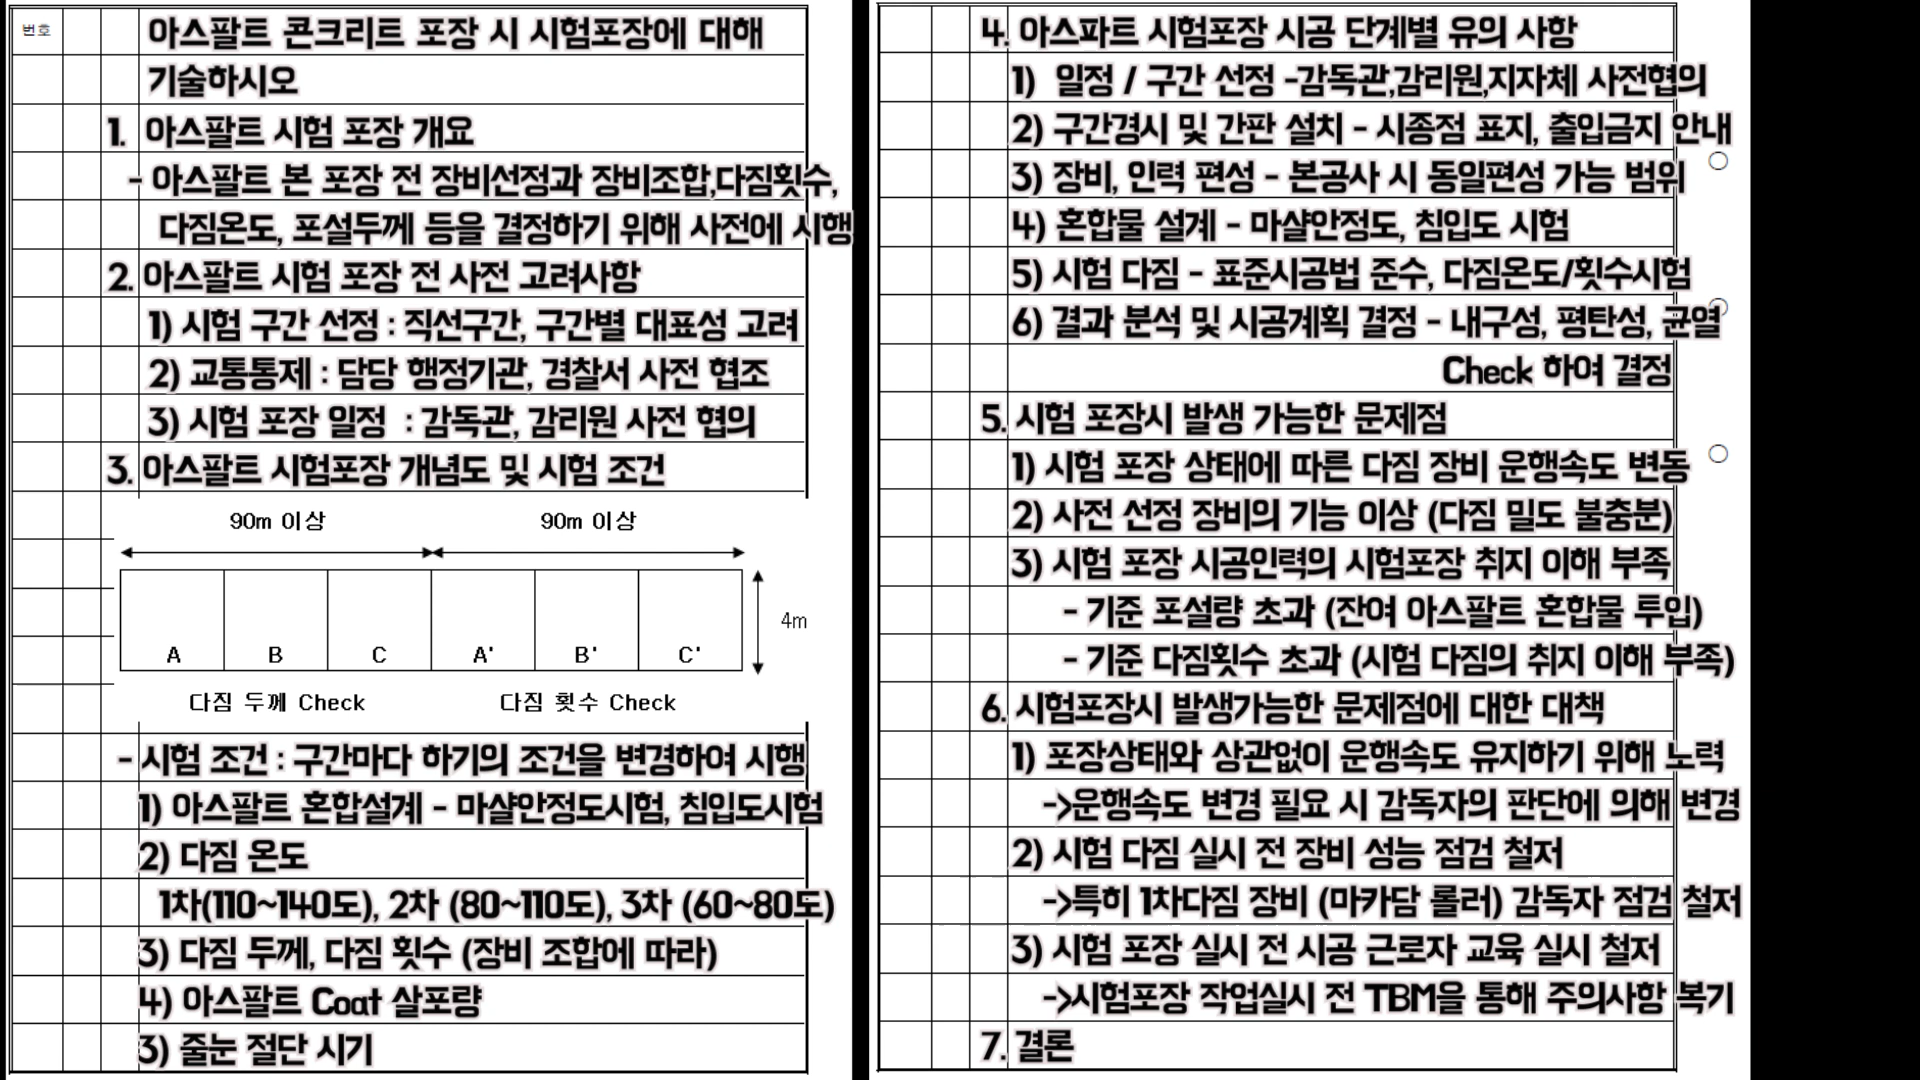 번호
아스팔트 콘크리트 포장 시 시험포장에 대해
기술하시오
1. 아스팔트 시험 포장 개요
- 아스팔트 본 포장 전 장비선정과 장비조합,다짐횟수,
다짐온도, 포설두께 등을 결정하기 위해 사전에 시행
2. 아스팔트 시험 포장 전 사전 고려사항
1) 시험 구간 선정 : 직선구간, 구간별 대표성 고려
2) 교통통제 : 담당 행정기관, 경찰서 사전 협조
3) 시험 포장 일정 : 감독관, 감리원 사전 협의
3. 아스팔트 시험포장 개념도 및 시험 조건
90m 이상 90m 이상
4m
A B C A' B' C'
다짐 두께 Check 다짐 횟수 Check
- 시험 조건 : 구간마다 하기의 조건을 변경하여 시행
1) 아스팔트 혼합설계 - 마샬안정도시험, 침입도시험
2) 다짐 온도
1차(110~140도), 2차 (80~110도), 3차 (60~80도)
3) 다짐 두께, 다짐 횟수 (장비 조합에 따라)
4) 아스팔트 Coat 살포량
3) 줄눈 절단 시기
4. 아스파트 시험포장 시공 단계별 유의 사항
1) 일정 / 구간 선정 -감독관,감리원,지자체 사전협의
2) 구간경시 및 간판 설치 - 시종점 표지, 출입금지 안내
3) 장비, 인력 편성 - 본공사 시 동일편성 가능 범위
4) 혼합물 설계 - 마샬안정도, 침입도 시험
5) 시험 다짐 - 표준시공법 준수, 다짐온도/횟수시험
6) 결과 분석 및 시공계획 결정 - 내구성, 평탄성, 균열
Check 하여 결정
5. 시험 포장시 발생 가능한 문제점
1) 시험 포장 상태에 따른 다짐 장비 운행속도 변동
2) 사전 선정 장비의 기능 이상 (다짐 밀도 불충분)
3) 시험 포장 시공인력의 시험포장 취지 이해 부족
- 기준 포설량 초과 (잔여 아스팔트 혼합물 투입)
- 기준 다짐횟수 초과 (시험 다짐의 취지 이해 부족)
6. 시험포장시 발생가능한 문제점에 대한 대책
1) 포장상태와 상관없이 운행속도 유지하기 위해 노력
->운행속도 변경 필요 시 감독자의 판단에 의해 변경
2) 시험 다짐 실시 전 장비 성능 점검 철저
->특히 1차다짐 장비 (마카담 롤러) 감독자 점검 철저
3) 시험 포장 실시 전 시공 근로자 교육 실시 철저
->시험포장 작업실시 전 TBM을 통해 주의사항 복기
7. 결론